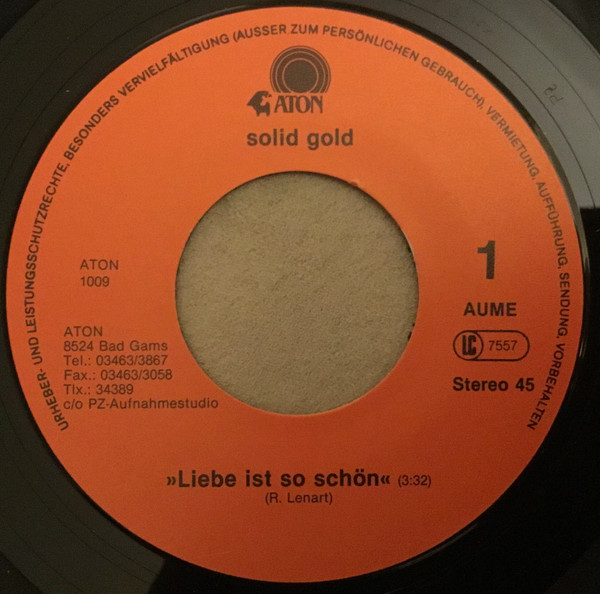 URHEBER- UND LEISTUNGSSCHUTZRECHTE, BESONDERS VERVIELFÄLTIGUNG (AUSSER ZUM PERSÖNLICHEN GEBRAUCH), VERMIETUNG, AUFFÜHRUNG, SENDUNG, VORBEHALTEN
ATON
solid gold
ATON
1009
1
AUME
LC 7557
Stereo 45
ATON
8524 Bad Gams
Tel.: 03463/3867
Fax.: 03463/3058
Tlx.: 34389
c/o PZ-Aufnahmestudio
»Liebe ist so schön« (3:32)
(R. Lenart)